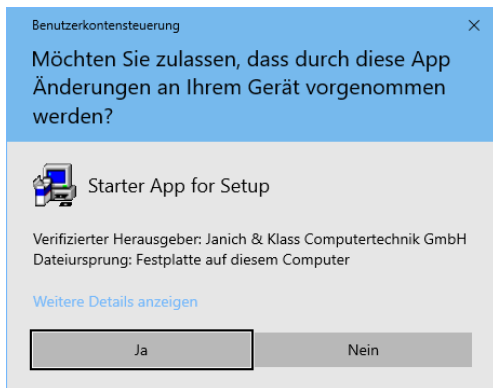 Benutzerkontensteuerung
Möchten Sie zulassen, dass durch diese App
Änderungen an Ihrem Gerät vorgenommen
werden?
Starter App for Setup
Verifizierter Herausgeber: Janich & Klass Computertechnik GmbH
Dateiursprung: Festplatte auf diesem Computer
Weitere Details anzeigen
Ja
Nein